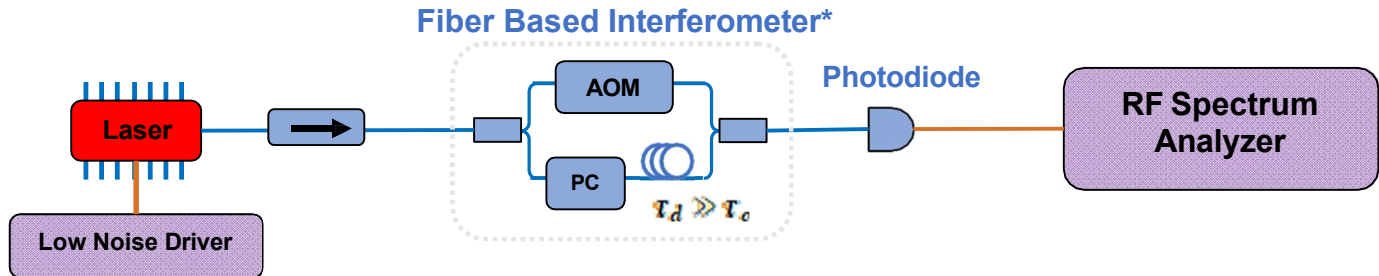 Fiber Based Interferometer*
Laser
Low Noise Driver
AOM
PC
τd ≫ τc
Photodiode
RF Spectrum
Analyzer